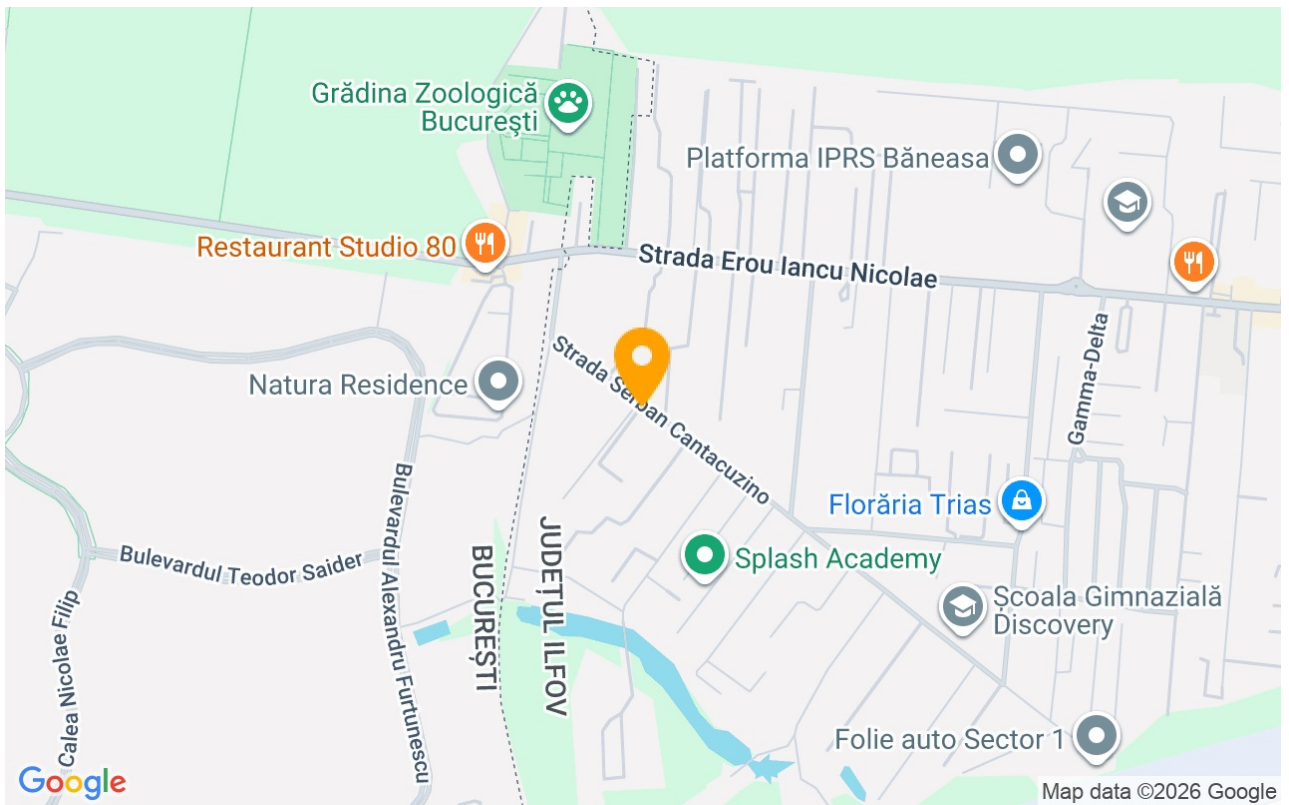 Grădina Zoologică
București
Platforma IPRS Băneasa
Restaurant Studio 80
Strada Erou Iancu Nicolae
Strada Șerban Cantacuzino
Natura Residence
Gamma-Delta
Florăria Trias
Bulevardul Teodor Saider
Bulevardul Alexandru Furtunescu
BUCUREȘTI
JUDEȚUL ILFOV
Splash Academy
Școala Gimnazială
Discovery
Calea Nicolae Filip
Folie auto Sector 1
Google
Map data ©2026 Google